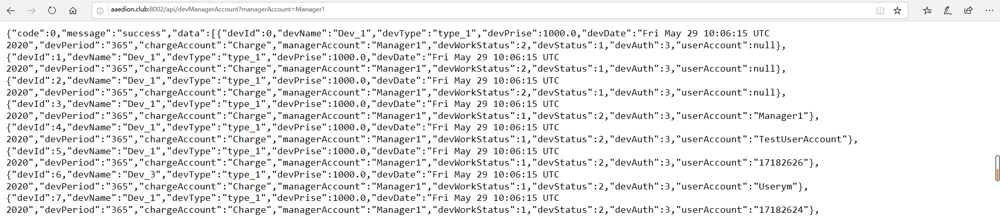 aaedion.club:8002/api/devManagerAccount?managerAccount=Manager1
{"code":0,"message":"success","data":[{"devId":0,"devName":"Dev_1","devType":"type_1","devPrise":1000.0,"devDate":"Fri May 29 10:06:15 UTC
2020","devPeriod":"365","chargeAccount":"Charge","managerAccount":"Manager1","devWorkStatus":2,"devStatus":1,"devAuth":3,"userAccount":null},
{"devId":1,"devName":"Dev_1","devType":"type_1","devPrise":1000.0,"devDate":"Fri May 29 10:06:15 UTC
2020","devPeriod":"365","chargeAccount":"Charge","managerAccount":"Manager1","devWorkStatus":2,"devStatus":1,"devAuth":3,"userAccount":null},
{"devId":2,"devName":"Dev_1","devType":"type_1","devPrise":1000.0,"devDate":"Fri May 29 10:06:15 UTC
2020","devPeriod":"365","chargeAccount":"Charge","managerAccount":"Manager1","devWorkStatus":2,"devStatus":1,"devAuth":3,"userAccount":null},
{"devId":3,"devName":"Dev_1","devType":"type_1","devPrise":1000.0,"devDate":"Fri May 29 10:06:15 UTC
2020","devPeriod":"365","chargeAccount":"Charge","managerAccount":"Manager1","devWorkStatus":1,"devStatus":2,"devAuth":3,"userAccount":"Manager1"},
{"devId":4,"devName":"Dev_1","devType":"type_1","devPrise":1000.0,"devDate":"Fri May 29 10:06:15 UTC
2020","devPeriod":"365","chargeAccount":"Charge","managerAccount":"Manager1","devWorkStatus":1,"devStatus":2,"devAuth":3,"userAccount":"TestUserAccount"},
{"devId":5,"devName":"Dev_1","devType":"type_1","devPrise":1000.0,"devDate":"Fri May 29 10:06:15 UTC
2020","devPeriod":"365","chargeAccount":"Charge","managerAccount":"Manager1","devWorkStatus":1,"devStatus":2,"devAuth":3,"userAccount":"17182626"},
{"devId":6,"devName":"Dev_3","devType":"type_1","devPrise":1000.0,"devDate":"Fri May 29 10:06:15 UTC
2020","devPeriod":"365","chargeAccount":"Charge","managerAccount":"Manager1","devWorkStatus":1,"devStatus":2,"devAuth":3,"userAccount":"Userym"},
{"devId":7,"devName":"Dev_1","devType":"type_1","devPrise":1000.0,"devDate":"Fri May 29 10:06:15 UTC
2020","devPeriod":"365","chargeAccount":"Charge","managerAccount":"Manager1","devWorkStatus":1,"devStatus":2,"devAuth":3,"userAccount":"17182624"},